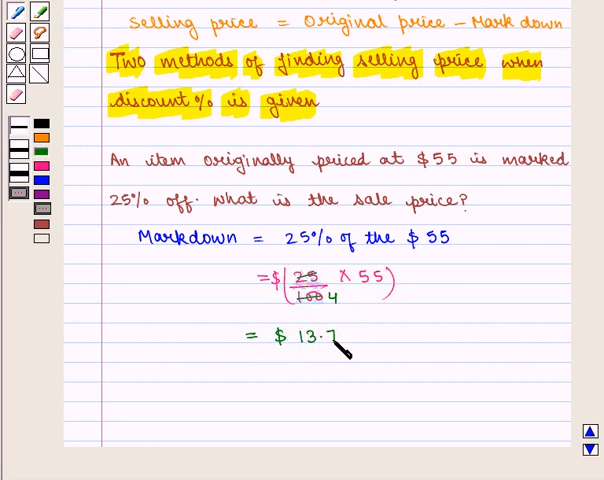 Selling price = Original price - Mark down
Two methods of finding selling price when
discount % is given
An item originally priced at $55 is marked
25% off. What is the sale price?
Markdown = 25% of the $ 55
= $ ( 25/100 4 × 55 )
= $ 13.7